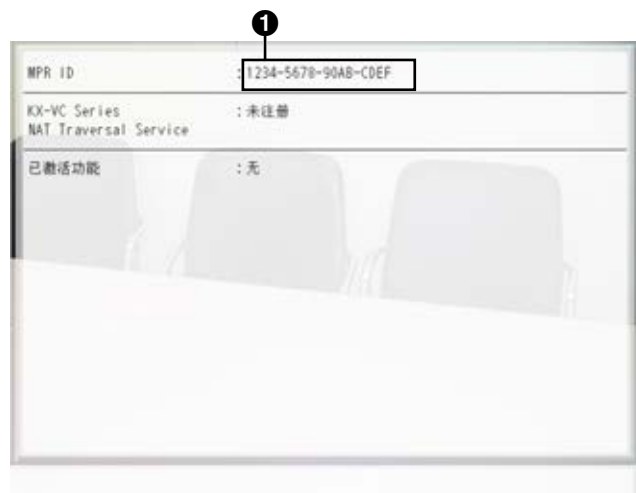 ❶
MPR ID : 1234-5678-90AB-CDEF
KX-VC Series : 未注册
NAT Traversal Service
已激活功能 : 无